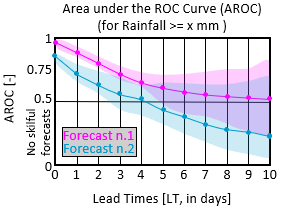 Area under the ROC Curve (AROC)
(for Rainfall >= x mm )
AROC [-]
1
0.75
0.5
0.25
0
No skillful
forecasts
Forecast n.1
Forecast n.2
0 1 2 3 4 5 6 7 8 9 10
Lead Times [LT, in days]